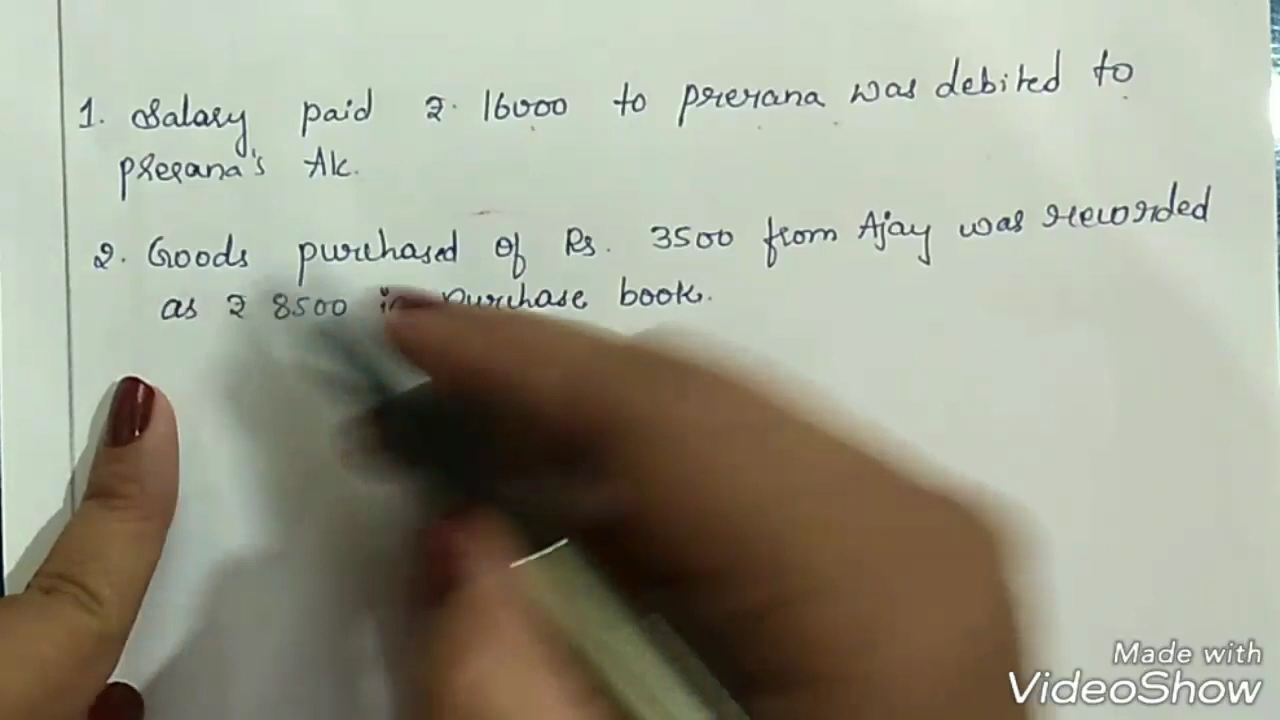 1. Salary paid ₹. 16000 to prerana was debited to
prerana's A/c.
2. Goods purchased of Rs. 3500 from Ajay was recorded
as ₹ 8500 in purchase book.
Made with
VideoShow